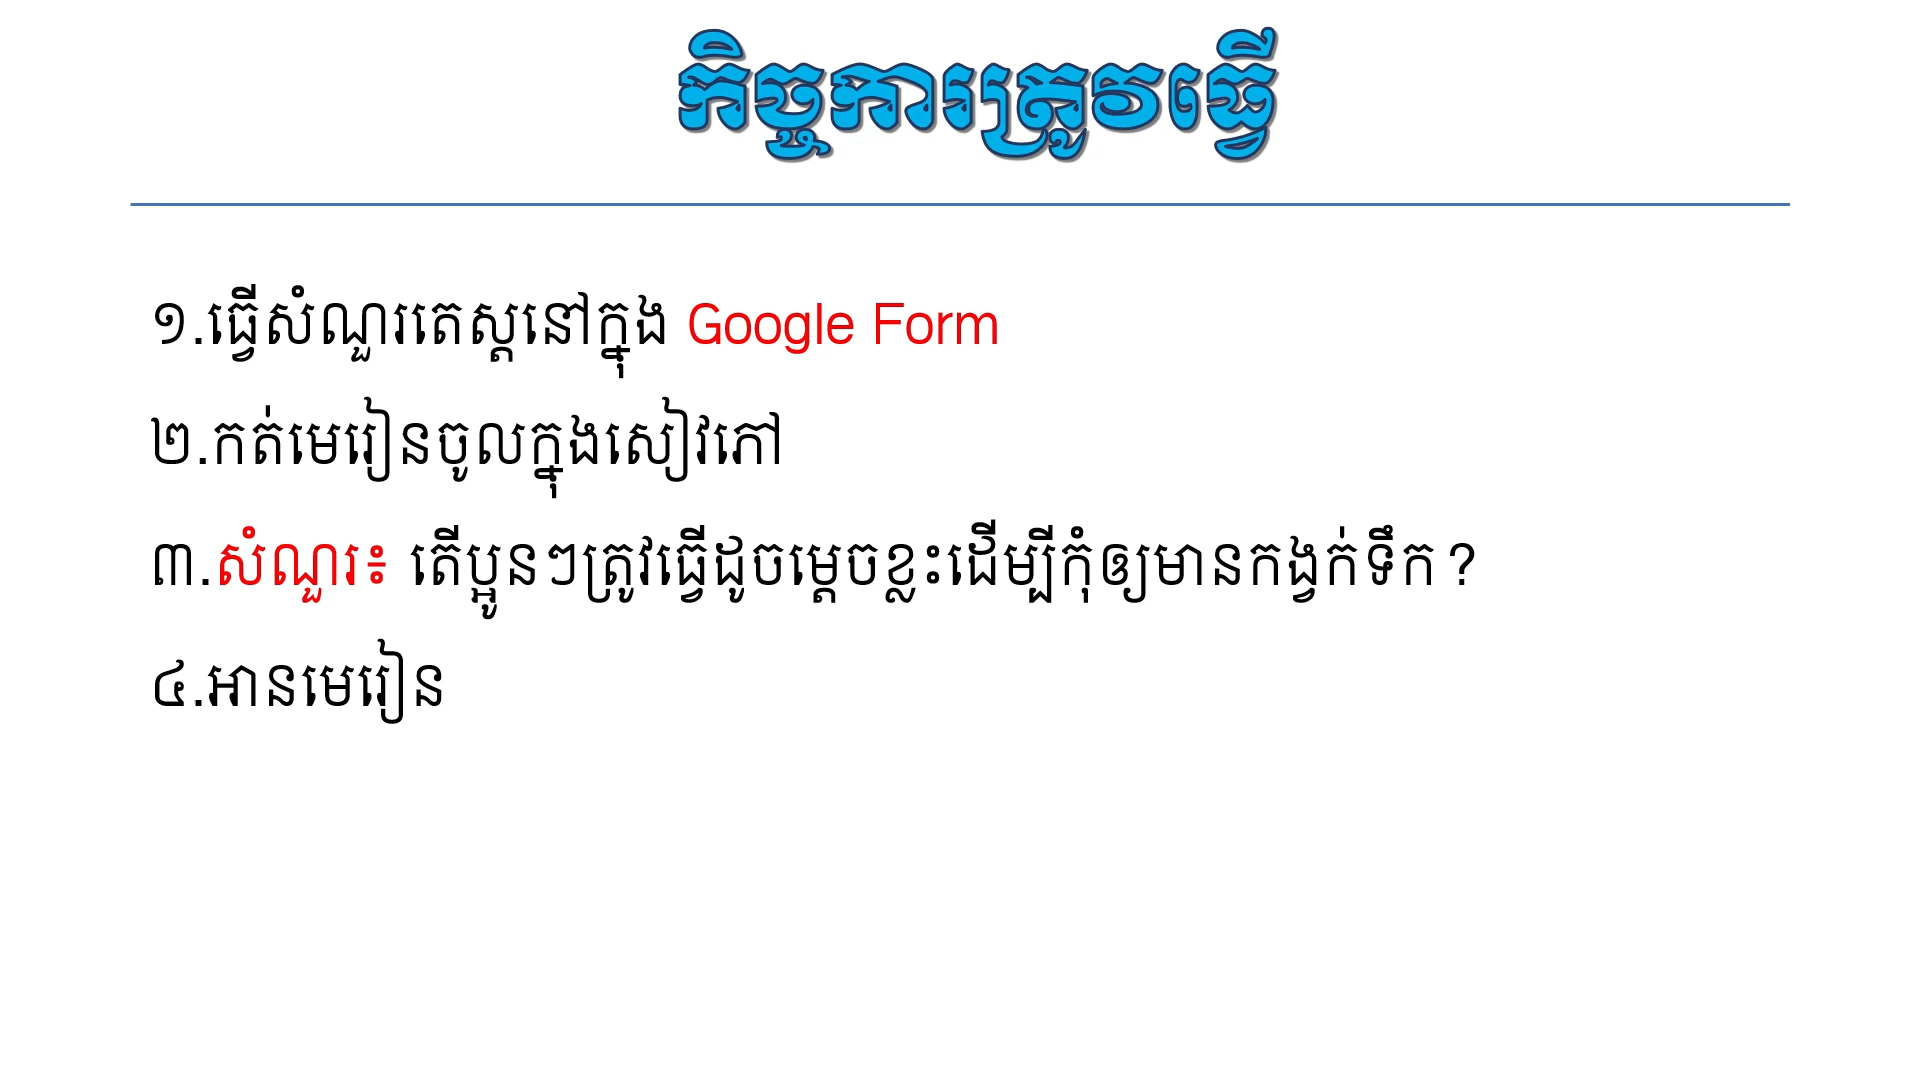 កិច្ចការត្រូវធ្វើ
១.ធ្វើសំណួរតេស្តនៅក្នុង Google Form
២.កត់មេរៀនចូលក្នុងសៀវភៅ
៣.សំណួរ៖ តើប្អូនៗត្រូវធ្វើដូចម្តេចខ្លះដើម្បីកុំឲ្យមានកង្វក់ទឹក?
៤.អានមេរៀន